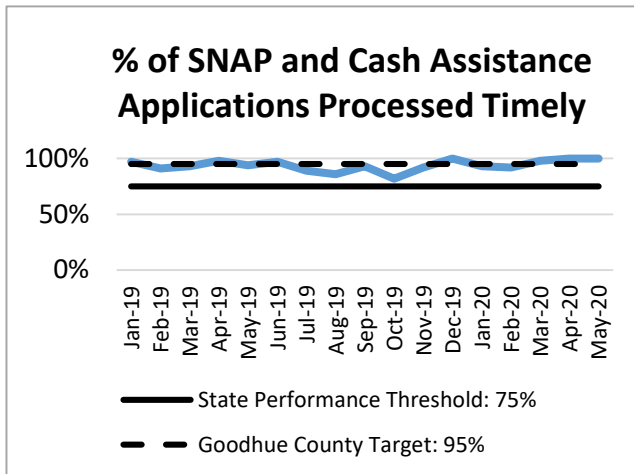 % of SNAP and Cash Assistance
Applications Processed Timely
100%
50%
0%
Jan-19
Feb-19
Mar-19
Apr-19
May-19
Jun-19
Jul-19
Aug-19
Sep-19
Oct-19
Nov-19
Dec-19
Jan-20
Feb-20
Mar-20
Apr-20
May-20
State Performance Threshold: 75%
Goodhue County Target: 95%